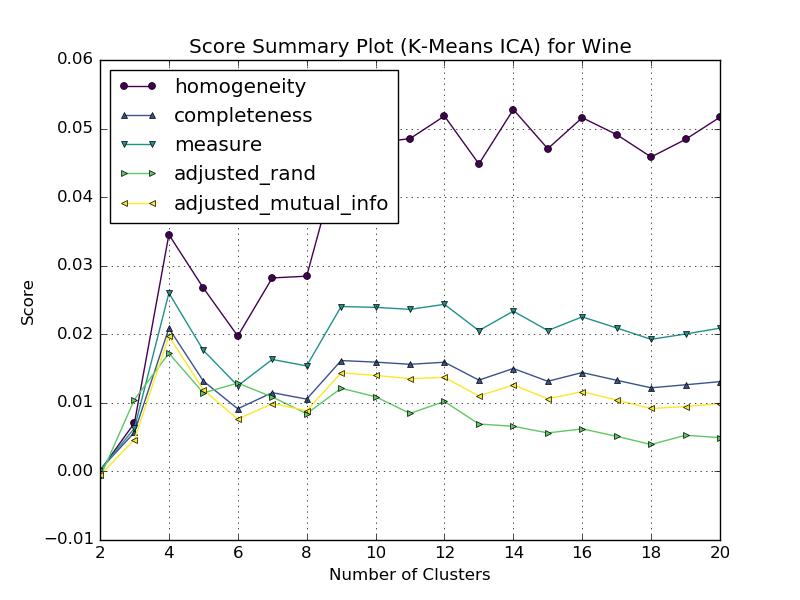 Score Summary Plot (K-Means ICA) for Wine
0.06
0.05
0.04
0.03
0.02
0.01
0.00
−0.01
Score
homogeneity
completeness
measure
adjusted_rand
adjusted_mutual_info
2 4 6 8 10 12 14 16 18 20
Number of Clusters